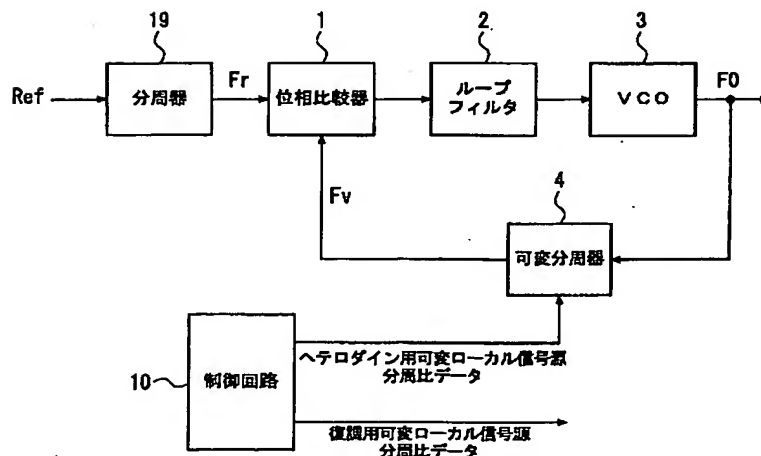 19
1
2
3
Ref
分周器
Fr
位相比較器
ループ
フィルタ
VCO
F0
Fv
4
可変分周器
10
制御回路
ヘテロダイン用可変ローカル信号源
分周比データ
復調用可変ローカル信号源
分周比データ